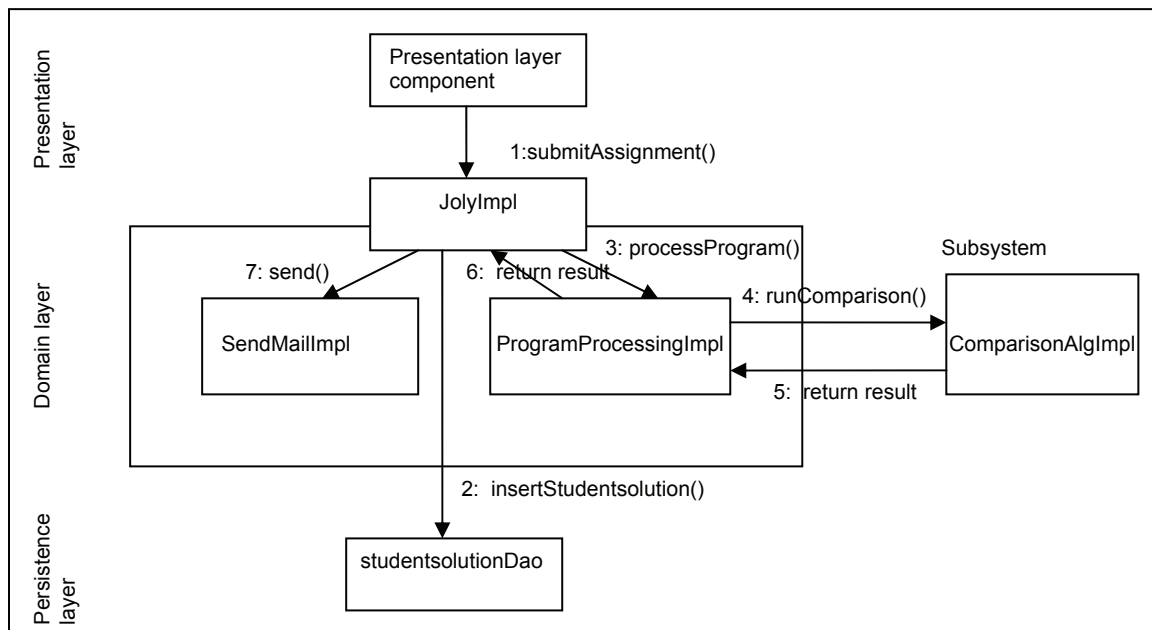 Presentation
layer
Presentation layer
component
1:submitAssignment()
JolyImpl
3: processProgram()
Subsystem
7: send()
6:  return result
4: runComparison()
Domain layer
SendMailImpl
ProgramProcessingImpl
ComparisonAlgImpl
5:  return result
2:  insertStudentsolution()
Persistence
layer
studentsolutionDao